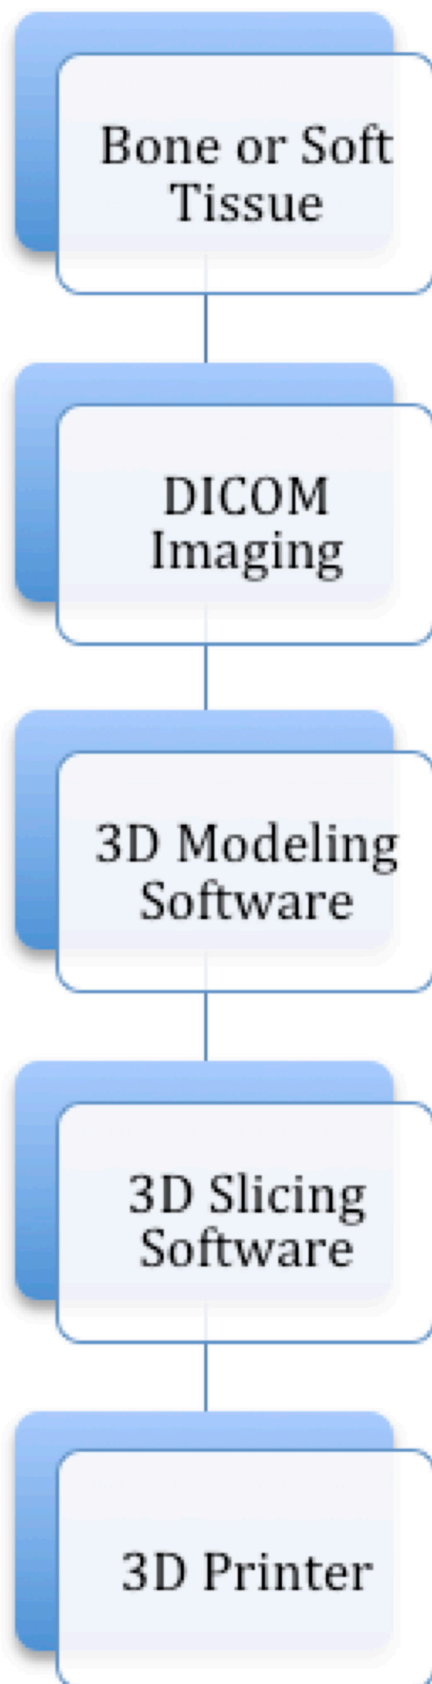 Bone or Soft
Tissue
DICOM
Imaging
3D Modeling
Software
3D Slicing
Software
3D Printer